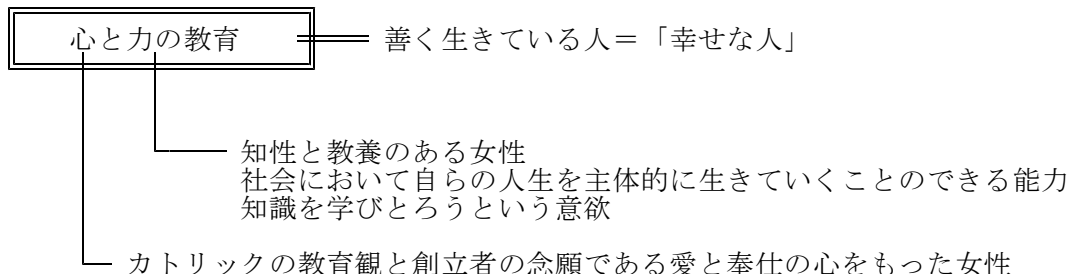 心と力の教育
善く生きている人＝「幸せな人」
知性と教養のある女性
社会において自らの人生を主体的に生きていくことのできる能力
知識を学びとろうという意欲
カトリックの教育観と創立者の念願である愛と奉仕の心をもった女性